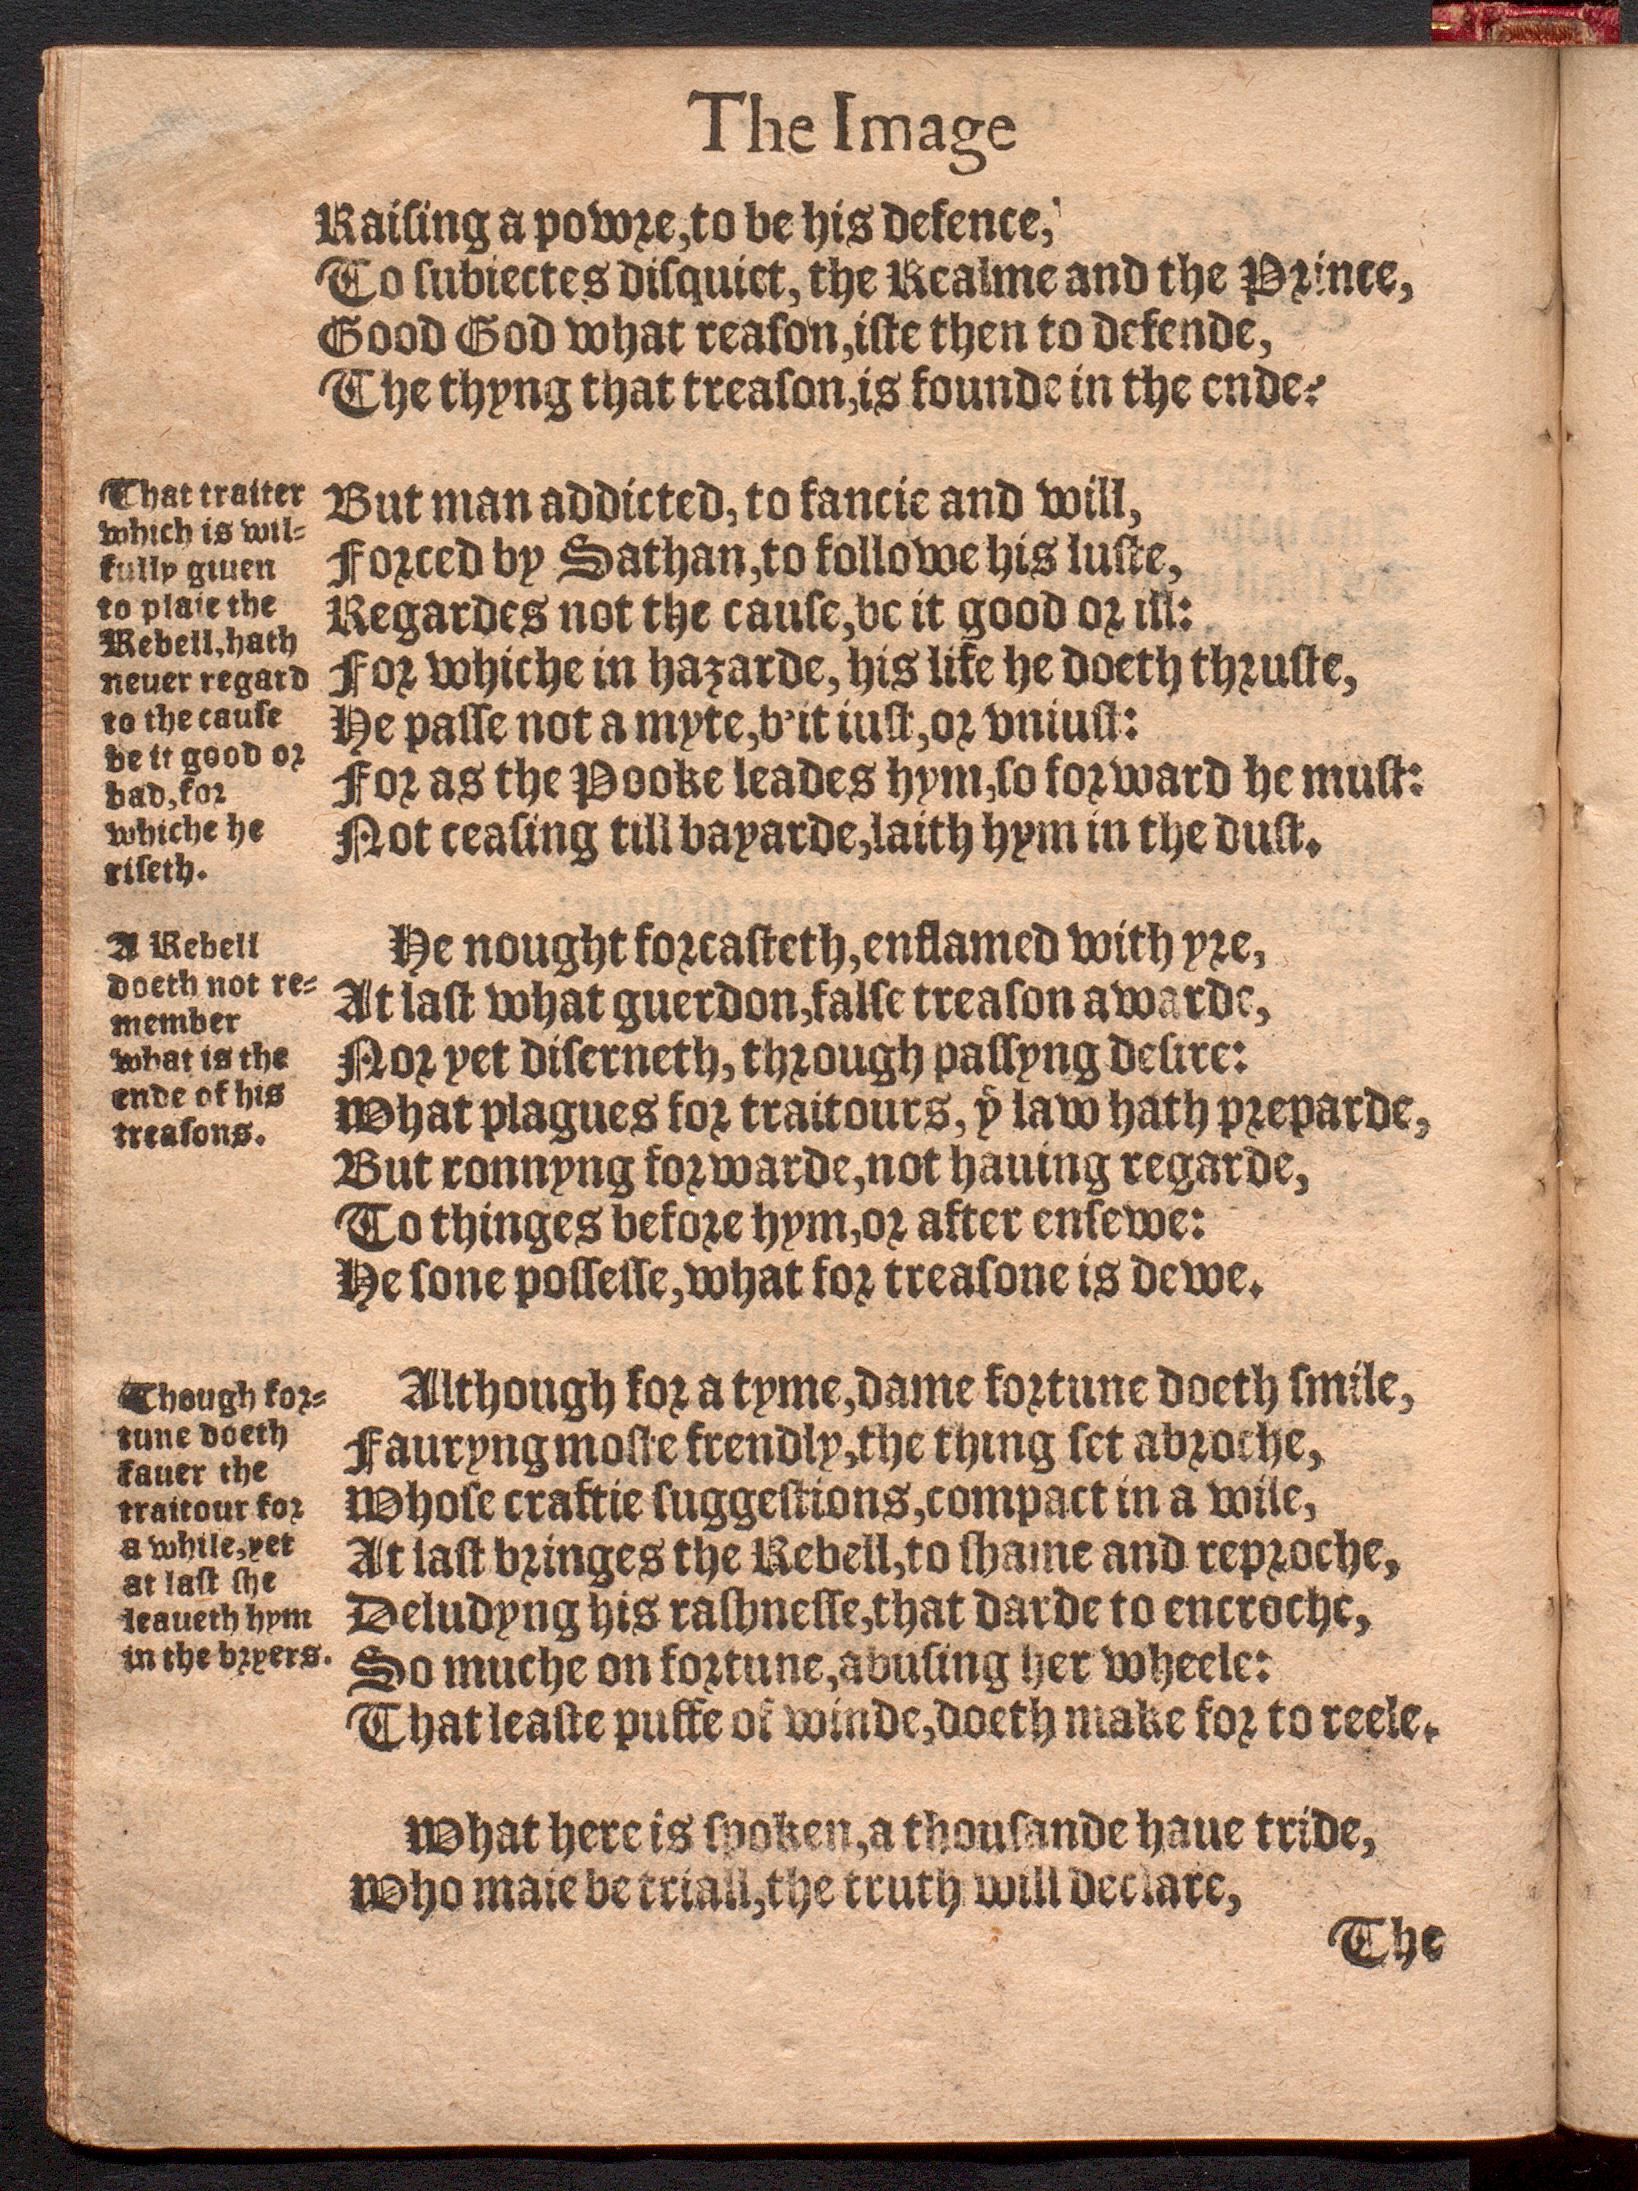 The Image
Raiſing a powre, to be his defence,
To ſubiectes diſquiet, the Realme and the Prince,
Good God what reaſon, iſte then to defende,
The thyng that treaſon, is founde in the ende?
That traiter
which is wil-
fully giuen
to plaie the
Rebell, hath
neuer regard
to the cauſe
be it good or
bad, for
whiche he
riſeth.
But man addicted, to fancie and will,
Forced by Sathan, to followe his luſte,
Regardes not the cauſe, be it good or ill:
For whiche in hazarde, his life he doeth thruſte,
He paſſe not a myte, b'it iuſt, or vniuſt:
For as the Pooke leades hym, ſo forward he muſt:
Not ceaſing till bayarde, laith hym in the duſt.
A Rebell
doeth not re-
member
what is the
ende of his
treaſons.
He nought forcaſteth, enflamed with yre,
At laſt what guerdon, falſe treaſon awarde,
Nor yet diſcerneth, through paſſyng deſire:
What plagues for traitours, yͤ law hath preparde,
But ronnyng forwarde, not hauing regarde,
To thinges before hym, or after enſewe:
He ſone poſſeſſe, what for treaſone is dewe.
Though for-
tune doeth
fauer the
traitour for
a while, yet
at laſt ſhe
leaueth hym
in the bryers.
Although for a tyme, dame fortune doeth ſmile,
Fauryng moſte frendly, the thing ſet abroche,
Whoſe craftie ſuggeſtions, compact in a wile,
At laſt bringes the Rebell, to ſhame and reproche,
Deludyng his raſhneſſe, that darde to encroche,
So muche on fortune, abuſing her wheele:
That leaſte puffe of winde, doeth make for to reele.
What here is ſpoken, a thouſande haue tride,
Who maie be triall, the truth will declare,
The